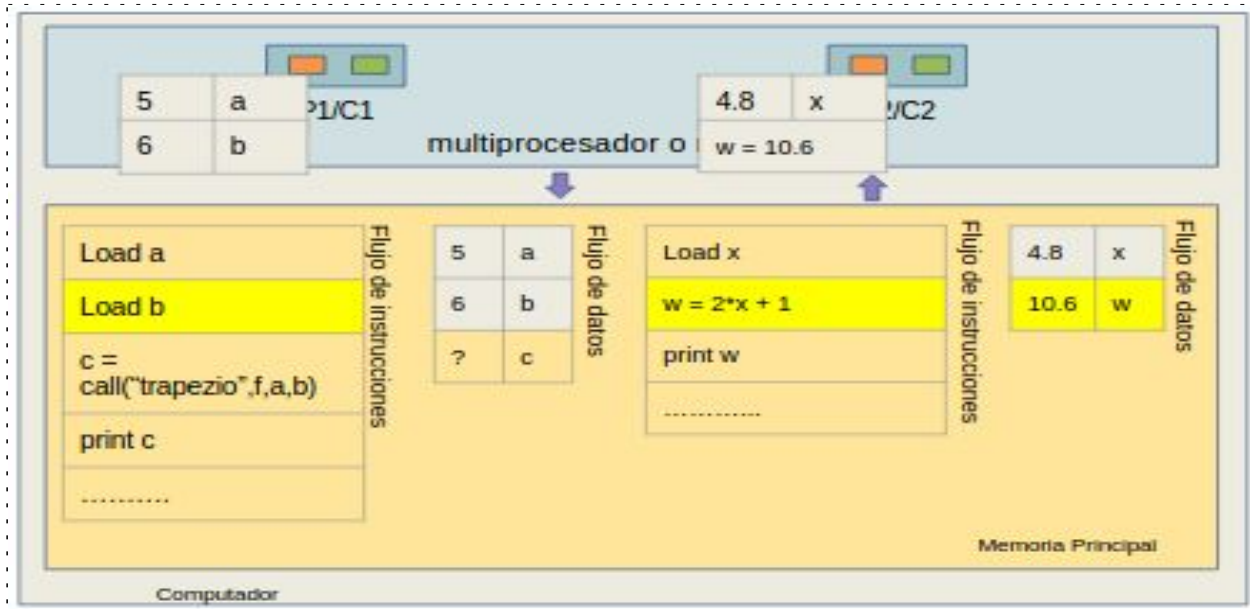 5 a
6 b
P1/C1
4.8 x
w = 10.6
/C2
multiprocesador o
Load a
Load b
c =
call("trapezio",f,a,b)
print c
..........
Flujo de instrucciones
5 a
6 b
? c
Flujo de datos
Load x
w = 2*x + 1
print w
............
Flujo de instrucciones
4.8 x
10.6 w
Flujo de datos
Memoria Principal
Computador